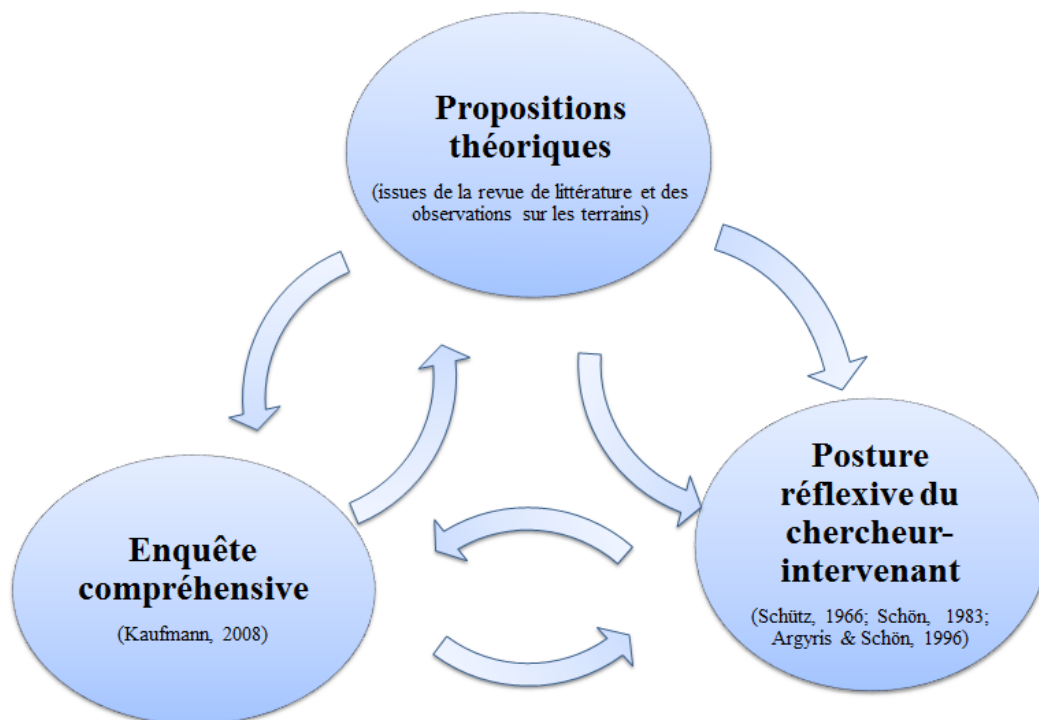 Propositions
théoriques
(issues de la revue de littérature et des
observations sur les terrains)
Enquête
compréhensive
(Kaufmann, 2008)
Posture
réflexive du
chercheur-
intervenant
(Schütz, 1966; Schön, 1983;
Argyris & Schön, 1996)